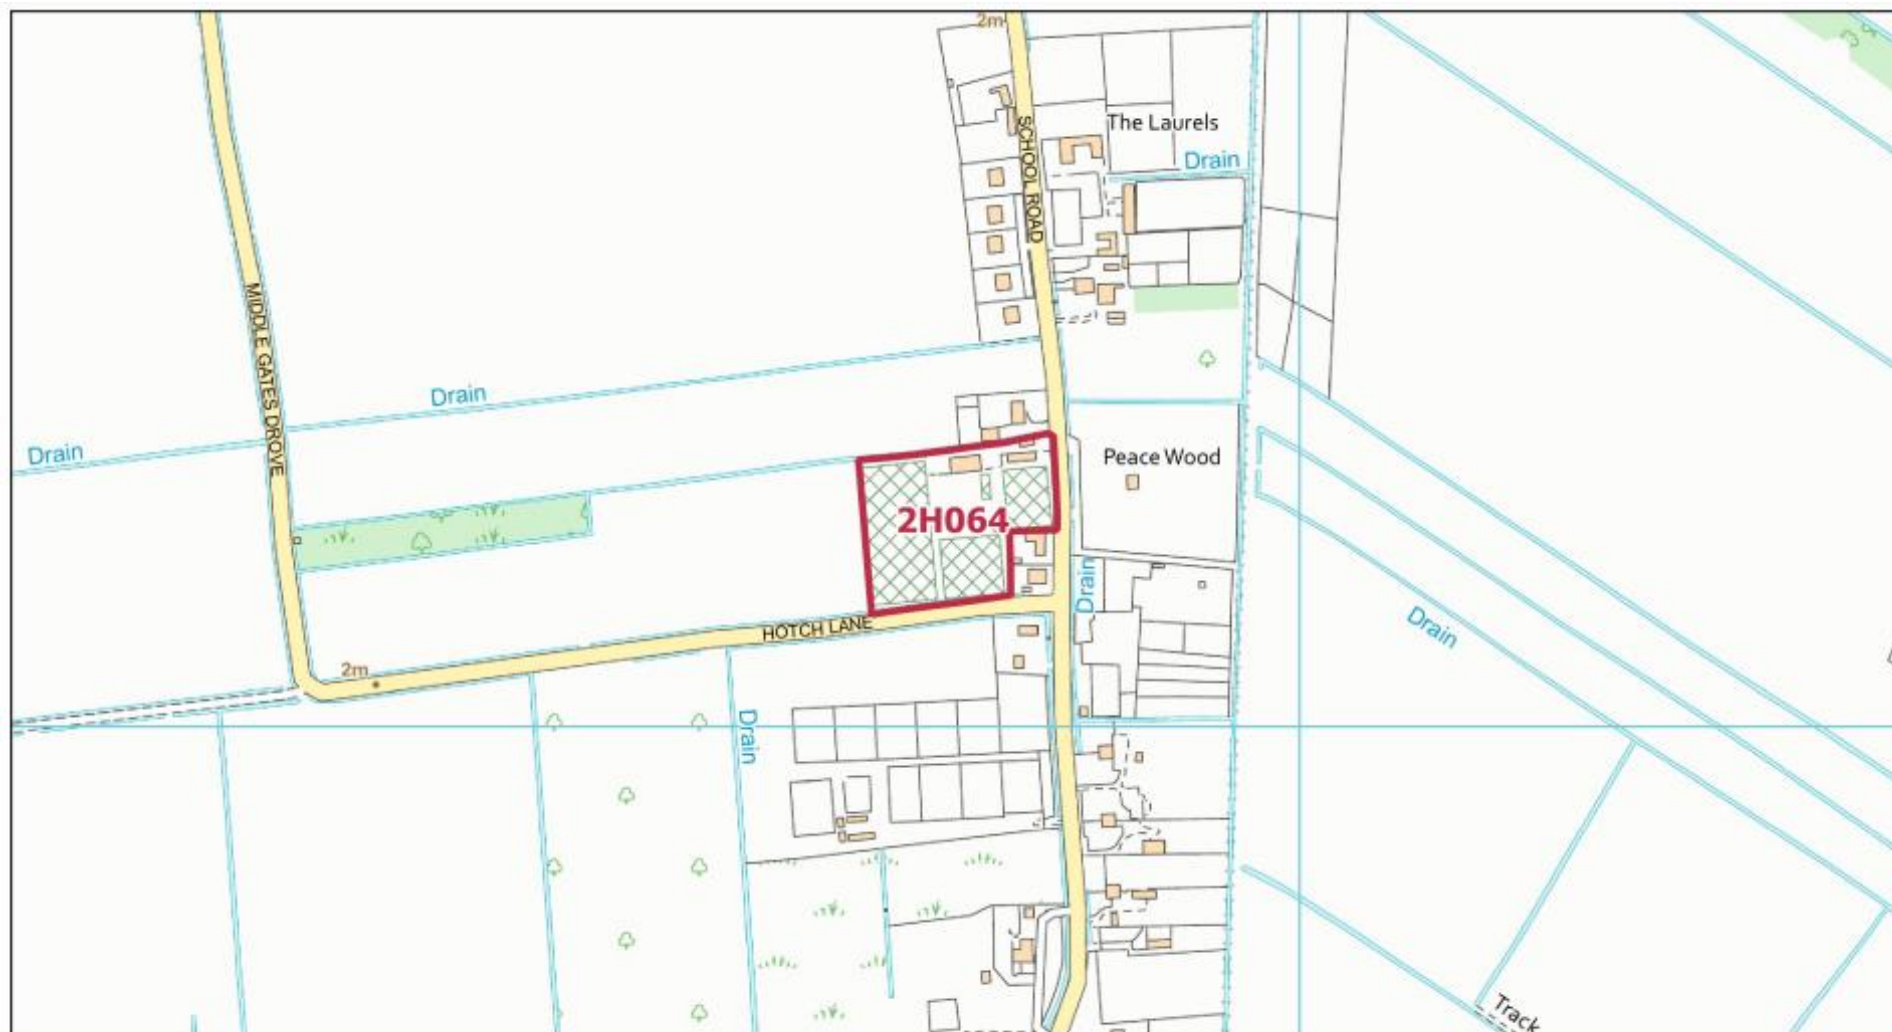 2m
The Laurels
Drain
SCHOOL ROAD
MIDDLE GATES DROVE
Drain
Drain
Peace Wood
2H064
Drain
HOTCH LANE
Drain
2m
Drain
Track